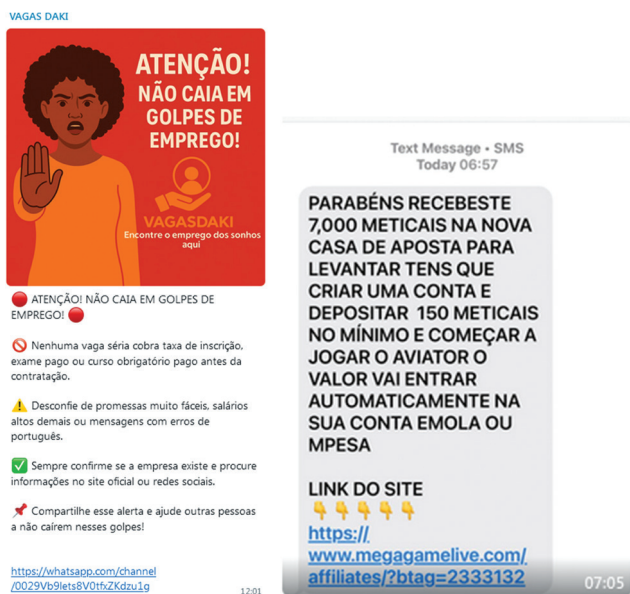 VAGAS DAKI
ATENÇÃO!
NÃO CAIA EM
GOLPES DE
EMPREGO!
VAGASDAKI
Encontre o emprego dos sonhos
aqui
🔴 ATENÇÃO! NÃO CAIA EM GOLPES DE
EMPREGO! 🔴
🚫 Nenhuma vaga séria cobra taxa de inscrição,
exame pago ou curso obrigatório pago antes da
contratação.
⚠️ Desconfie de promessas muito fáceis, salários
altos demais ou mensagens com erros de
português.
✅ Sempre confirme se a empresa existe e procure
informações no site oficial ou redes sociais.
📌 Compartilhe esse alerta e ajude outras pessoas
a não caírem nesses golpes!
https://whatsapp.com/channel
/0029Vb9lets8V0tfxZKdzu1g
12:01
Text Message • SMS
Today 06:57
PARABÉNS RECEBESTE
7,000 METICAIS NA NOVA
CASA DE APOSTA PARA
LEVANTAR TENS QUE
CRIAR UMA CONTA E
DEPOSITAR 150 METICAIS
NO MÍNIMO E COMEÇAR A
JOGAR O AVIATOR O
VALOR VAI ENTRAR
AUTOMATICAMENTE NA
SUA CONTA EMOLA OU
MPESA
LINK DO SITE
👇👇👇👇👇
https://
www.megagamelive.com/
affiliates/?btag=2333132
07:05